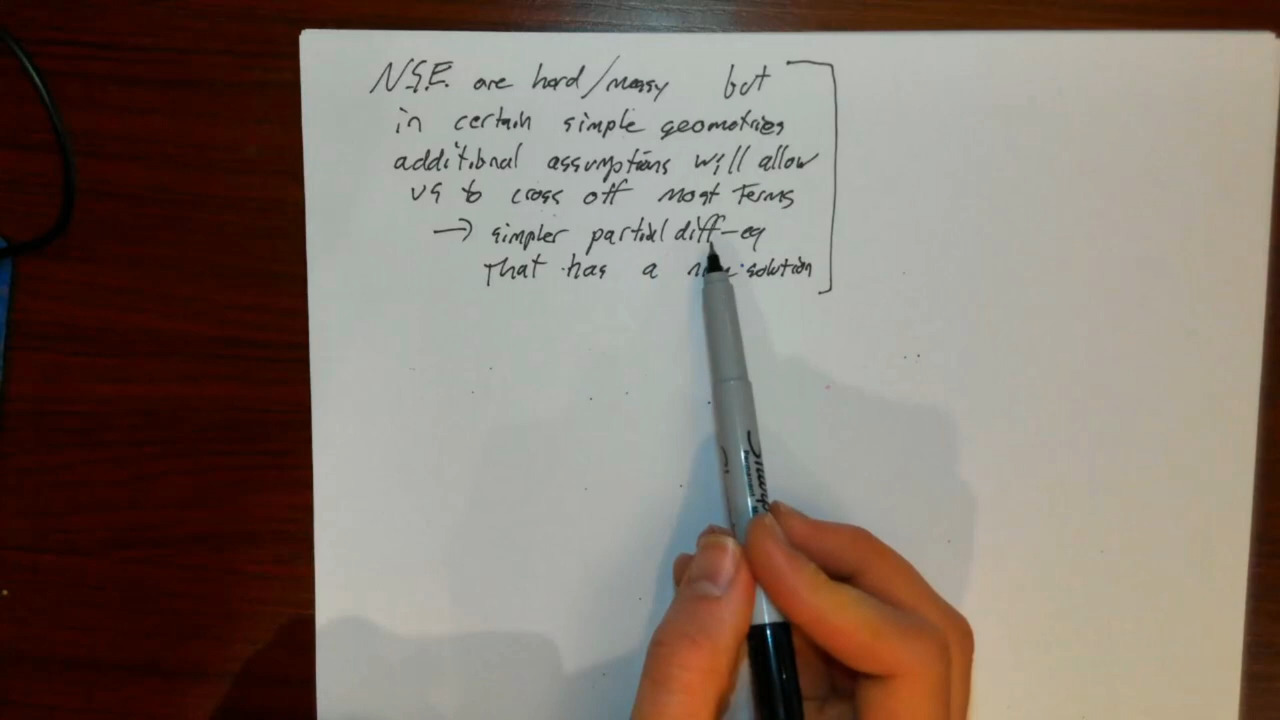 N.S.E. are hard/messy but
in certain simple geometries
additional assumptions will allow
us to cross off most terms
→ simpler partial diff-eq
That has a solution
Sharpie